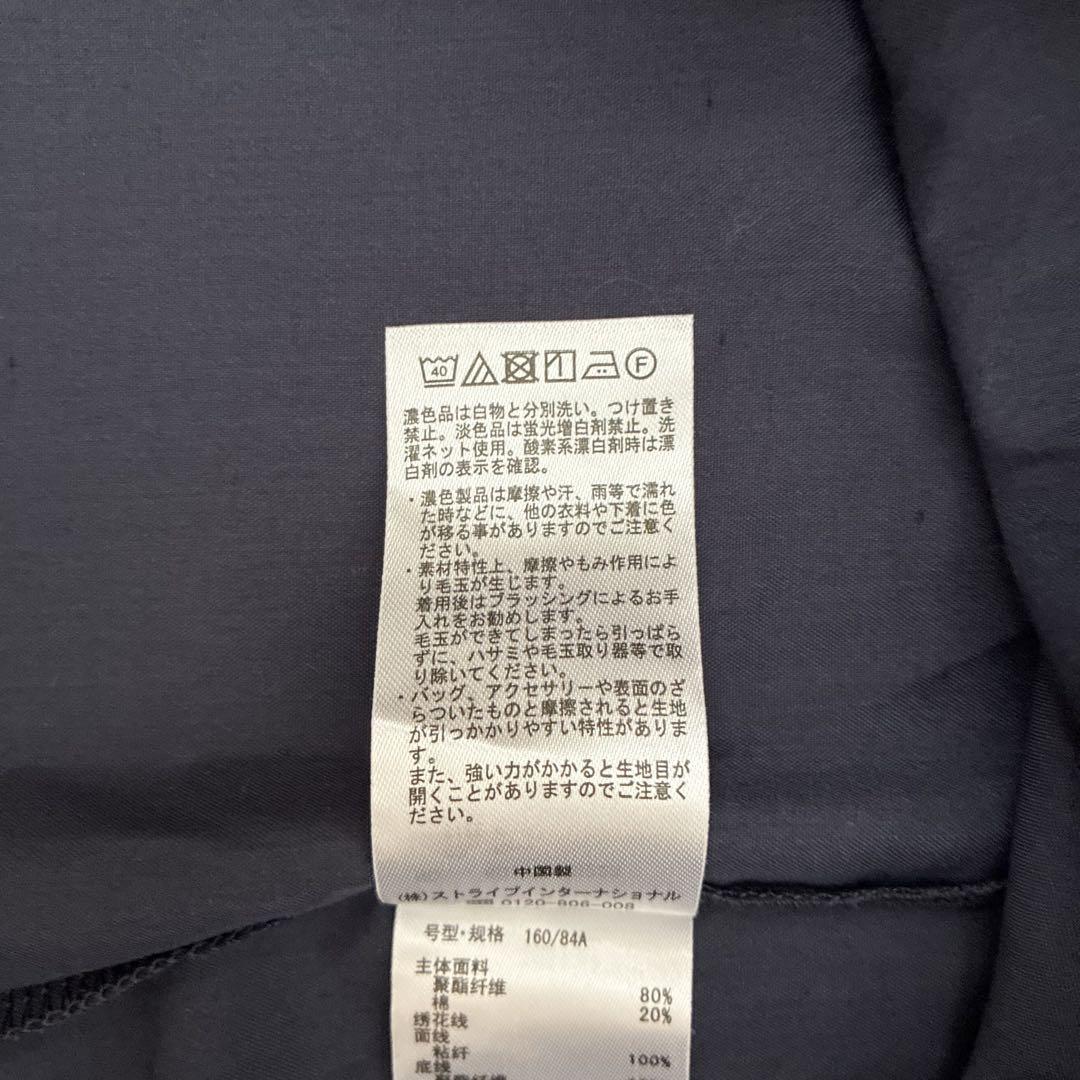 40 F
濃色品は白物と分別洗い。つけ置き
禁止。淡色品は蛍光増白剤禁止。洗
濯ネット使用。酸素系漂白剤時は漂
白剤の表示を確認。
・濃色製品は摩擦や汗、雨等で濡れ
た時などに、他の衣料や下着に色
が移る事がありますのでご注意く
ださい。
・素材特性上、摩擦やもみ作用によ
り毛玉が生じます。
着用後はブラッシングによるお手
入れをお勧めします。
毛玉ができてしまったら引っぱら
ずに、ハサミや毛玉取り器等で取
り除いてください。
・バッグ、アクセサリーや表面のざ
らついたものと摩擦されると生地
が引っかかりやすい特性がありま
す。
また、強い力がかかると生地目が
開くことがありますのでご注意く
ださい。
中国製
(株)ストライプインターナショナル
0120-806-008
号型・规格 160/84A
主体面料
聚酯纤维 80%
棉 20%
绣花线
面线
粘纤 100%
底线
聚酯纤维